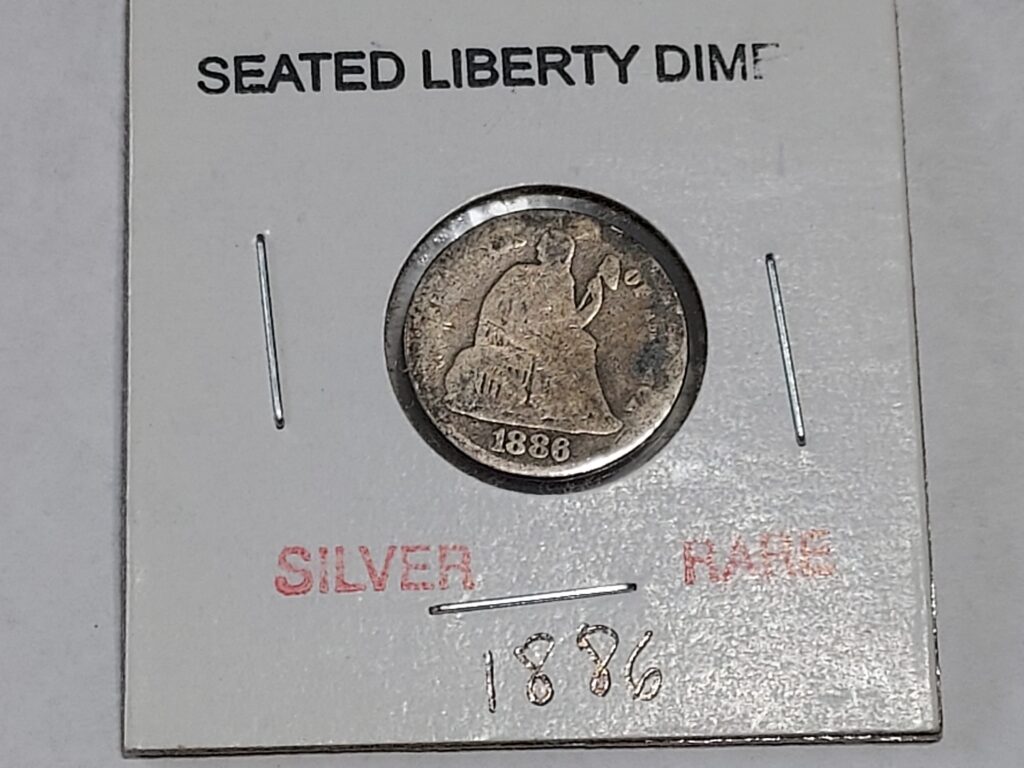 SEATED LIBERTY DIME
1886
SILVER RARE
1886